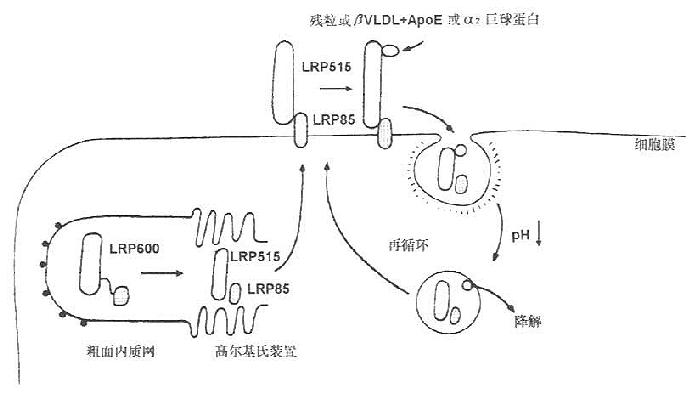 残粒或βVLDL+ApoE 或α₂巨球蛋白
LRP515
LRP85
细胞膜
LRP600
LRP515
LRP85
再循环
pH↓
降解
粗面内质网
高尔基氏装置